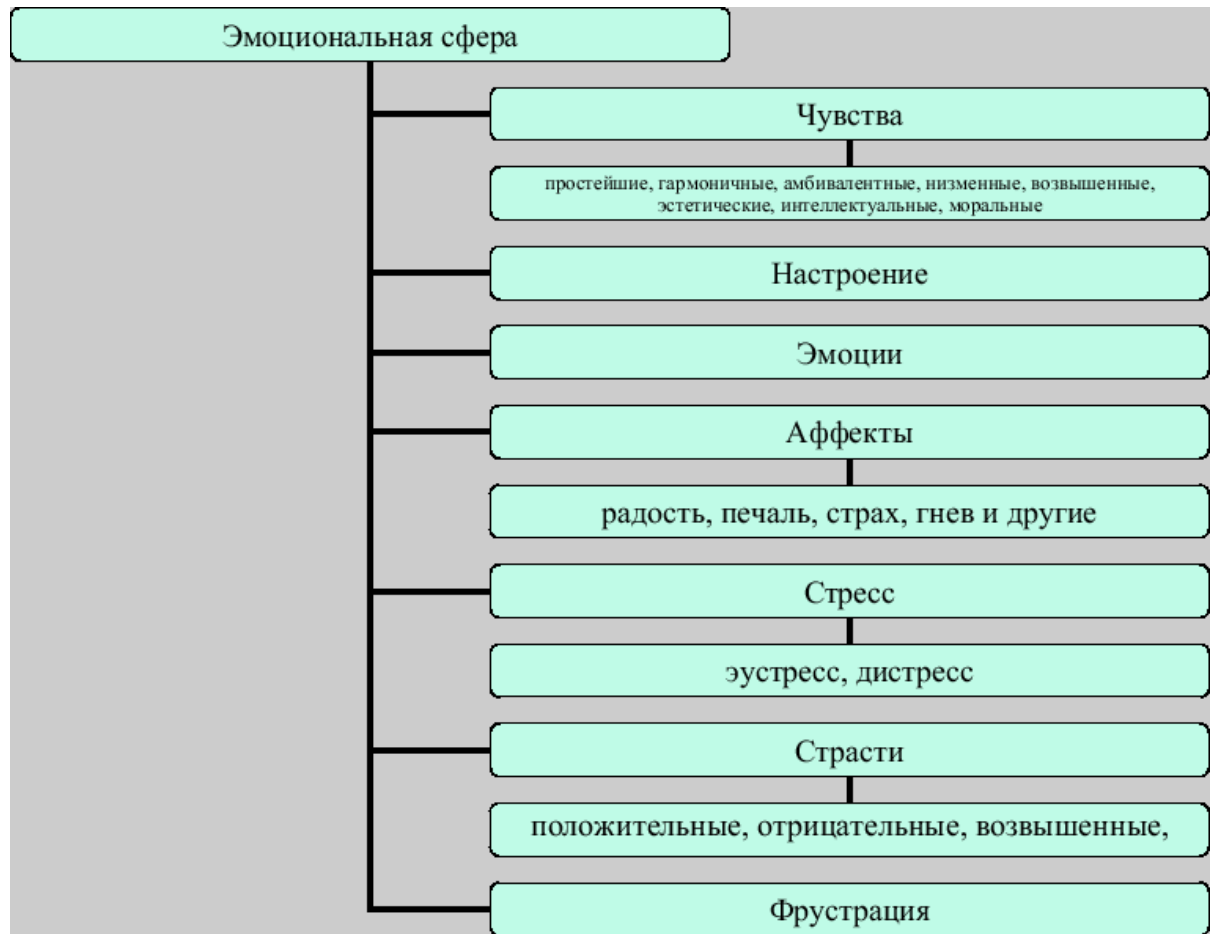 Эмоциональная сфера
Чувства
простейшие, гармоничные, амбивалентные, низменные, возвышенные,
эстетические, интеллектуальные, моральные
Настроение
Эмоции
Аффекты
радость, печаль, страх, гнев и другие
Стресс
эустресс, дистресс
Страсти
положительные, отрицательные, возвышенные,
Фрустрация